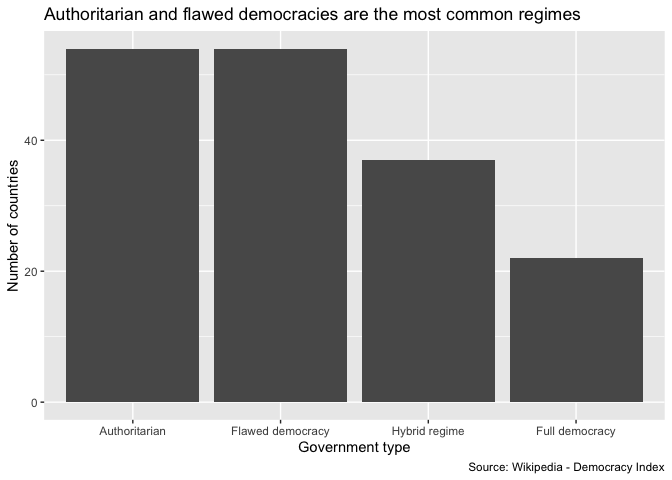 Authoritarian and flawed democracies are the most common regimes
Number of countries
40
20
0
Authoritarian Flawed democracy Hybrid regime Full democracy
Government type
Source: Wikipedia - Democracy Index